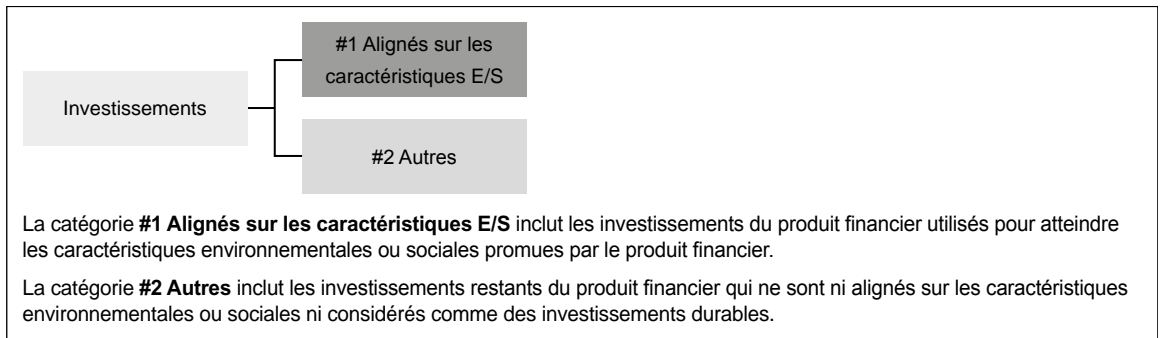 #1 Alignés sur les
caractéristiques E/S
Investissements
#2 Autres
La catégorie #1 Alignés sur les caractéristiques E/S inclut les investissements du produit financier utilisés pour atteindre
les caractéristiques environnementales ou sociales promues par le produit financier.
La catégorie #2 Autres inclut les investissements restants du produit financier qui ne sont ni alignés sur les caractéristiques
environnementales ou sociales ni considérés comme des investissements durables.